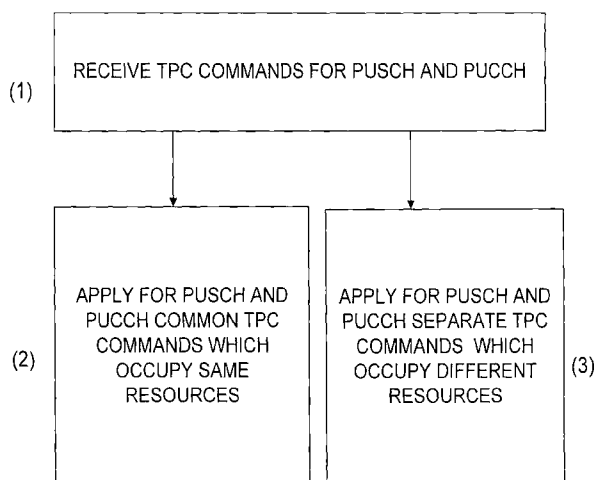 (1)
RECEIVE TPC COMMANDS FOR PUSCH AND PUCCH
(2)
APPLY FOR PUSCH AND
PUCCH COMMON TPC
COMMANDS WHICH
OCCUPY SAME
RESOURCES
APPLY FOR PUSCH AND
PUCCH SEPARATE TPC
COMMANDS WHICH
OCCUPY DIFFERENT
RESOURCES
(3)